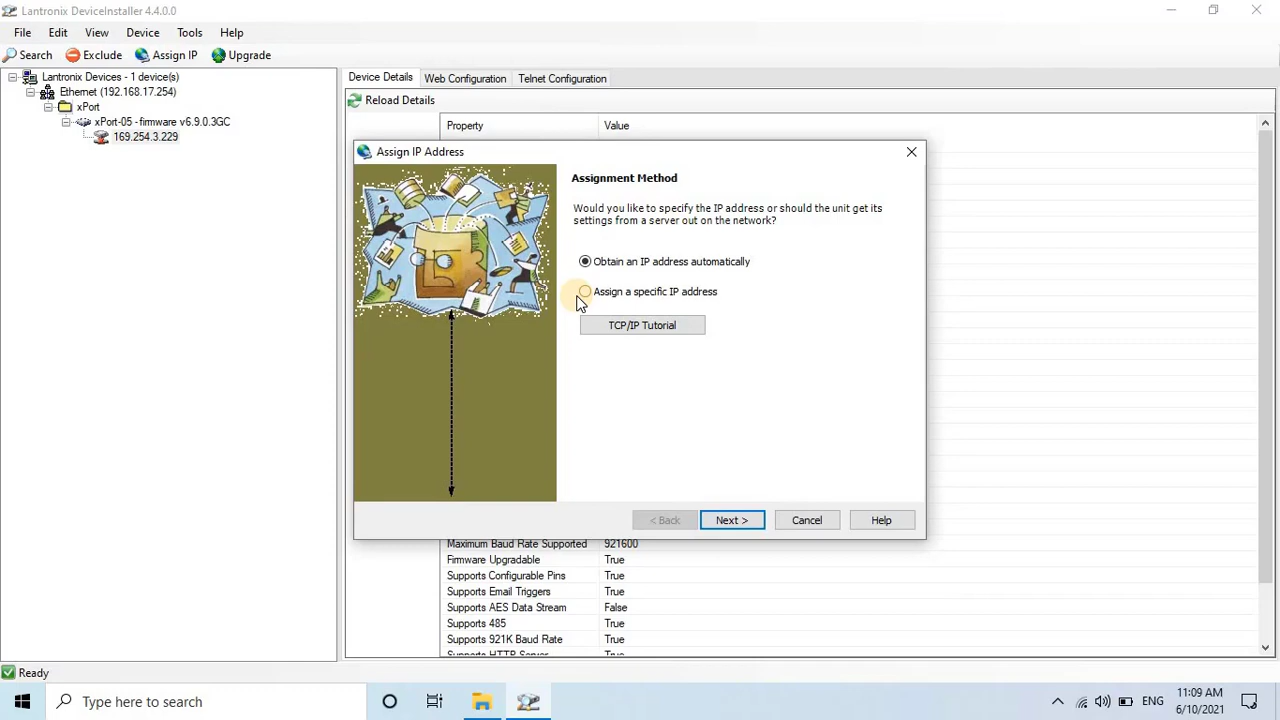 Lantronix DeviceInstaller 4.4.0.0
File Edit View Device Tools Help
Search Exclude Assign IP Upgrade
Lantronix Devices - 1 device(s)
Ethernet (192.168.17.254)
xPort
xPort-05 - firmware v6.9.0.3GC
169.254.3.229
Device Details Web Configuration Telnet Configuration
Reload Details
Property Value
Assign IP Address
Assignment Method
Would you like to specify the IP address or should the unit get its
settings from a server out on the network?
Obtain an IP address automatically
Assign a specific IP address
TCP/IP Tutorial
< Back Next > Cancel Help
Maximum Baud Rate Supported 921600
Firmware Upgradable True
Supports Configurable Pins True
Supports Email Triggers True
Supports AES Data Stream False
Supports 485 True
Supports 921K Baud Rate True
Supports HTTP Server True
Ready
Type here to search
ENG
11:09 AM
6/10/2021